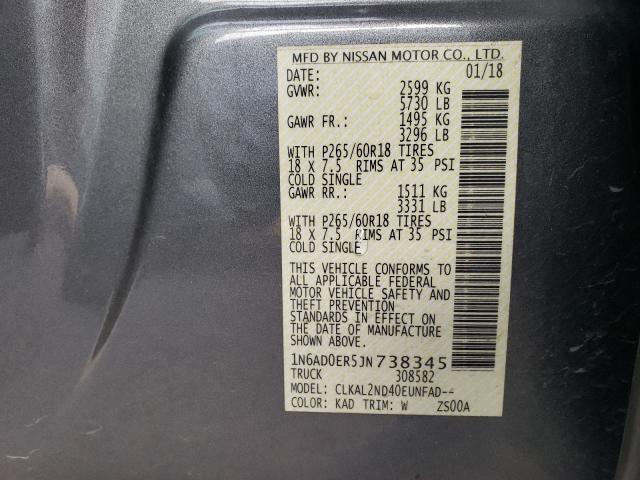 MFD BY NISSAN MOTOR CO., LTD.
DATE: 01/18
GVWR: 2599 KG
5730 LB
GAWR FR.: 1495 KG
3296 LB
WITH P265/60R18 TIRES
18 X 7.5 RIMS AT 35 PSI
COLD SINGLE
GAWR RR.: 1511 KG
3331 LB
WITH P265/60R18 TIRES
18 X 7.5 RIMS AT 35 PSI
COLD SINGLE
THIS VEHICLE CONFORMS TO
ALL APPLICABLE FEDERAL
MOTOR VEHICLE SAFETY AND
THEFT PREVENTION
STANDARDS IN EFFECT ON
THE DATE OF MANUFACTURE
SHOWN ABOVE.
1N6AD0ER5JN738345
TRUCK 308582
MODEL: CLKAL2ND40EUNFAD--
COLOR: KAD TRIM: W ZS00A